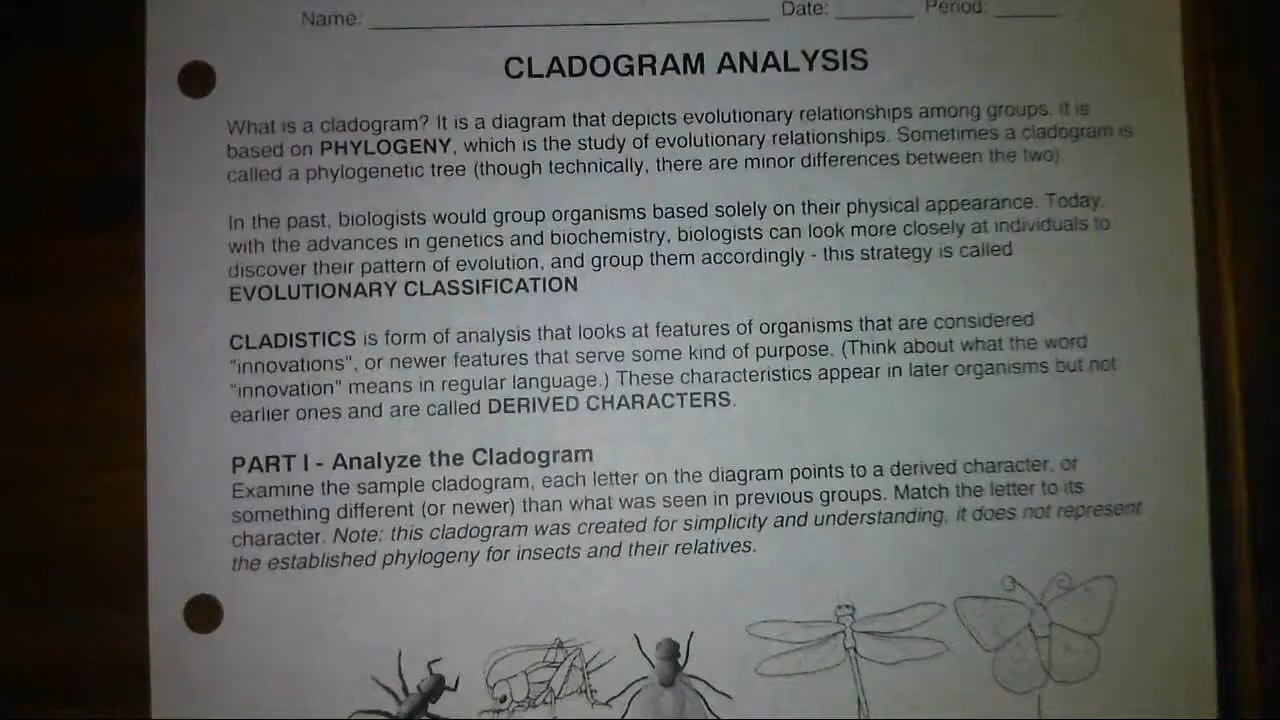 Name: Date: Period:
CLADOGRAM ANALYSIS
What is a cladogram? It is a diagram that depicts evolutionary relationships among groups. It is
based on PHYLOGENY, which is the study of evolutionary relationships. Sometimes a cladogram is
called a phylogenetic tree (though technically, there are minor differences between the two)
In the past, biologists would group organisms based solely on their physical appearance. Today,
with the advances in genetics and biochemistry, biologists can look more closely at individuals to
discover their pattern of evolution, and group them accordingly - this strategy is called
EVOLUTIONARY CLASSIFICATION
CLADISTICS is form of analysis that looks at features of organisms that are considered
"innovations", or newer features that serve some kind of purpose. (Think about what the word
"innovation" means in regular language.) These characteristics appear in later organisms but not
earlier ones and are called DERIVED CHARACTERS.
PART I - Analyze the Cladogram
Examine the sample cladogram, each letter on the diagram points to a derived character, or
something different (or newer) than what was seen in previous groups. Match the letter to its
character. Note: this cladogram was created for simplicity and understanding, it does not represent
the established phylogeny for insects and their relatives.